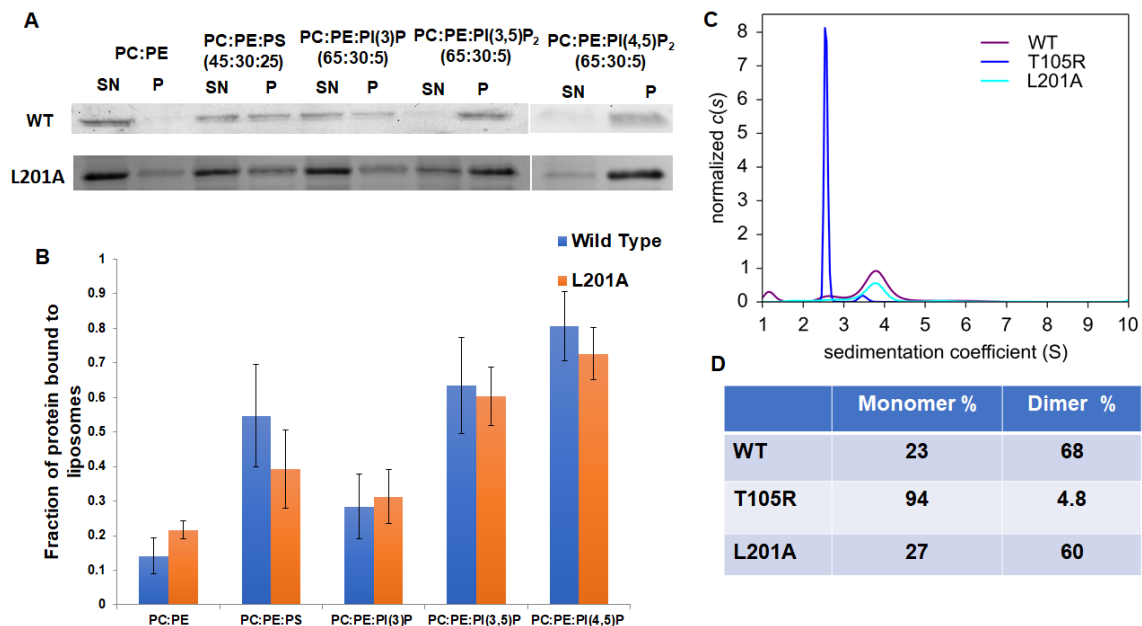 A
PC:PE
PC:PE:PS
(45:30:25)
PC:PE:PI(3)P
(65:30:5)
PC:PE:PI(3,5)P₂
(65:30:5)
PC:PE:PI(4,5)P₂
(65:30:5)
SN P SN P SN P SN P SN P
WT
L201A
B
Wild Type
L201A
Fraction of protein bound to
liposomes
1
0.9
0.8
0.7
0.6
0.5
0.4
0.3
0.2
0.1
0
PC:PE PC:PE:PS PC:PE:PI(3)P PC:PE:PI(3,5)P PC:PE:PI(4,5)P
C
WT
T105R
L201A
normalized c(s)
8
7
6
5
4
3
2
1
0
1 2 3 4 5 6 7 8 9 10
sedimentation coefficient (S)
D
Monomer % Dimer %
WT 23 68
T105R 94 4.8
L201A 27 60